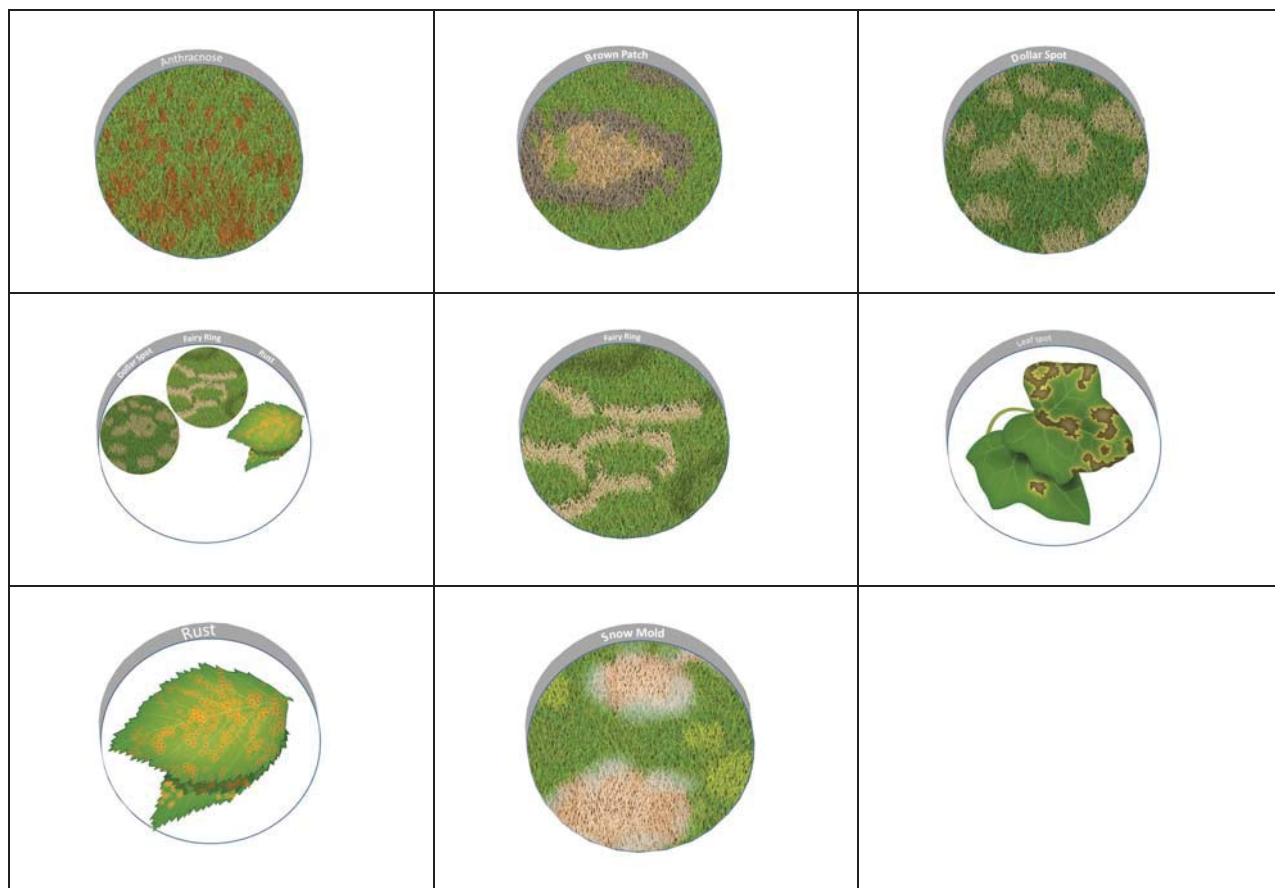 Anthracnose
Brown Patch
Dollar Spot
Dollar Spot
Fairy Ring
Rust
Fairy Ring
Leaf spot
Rust
Snow Mold